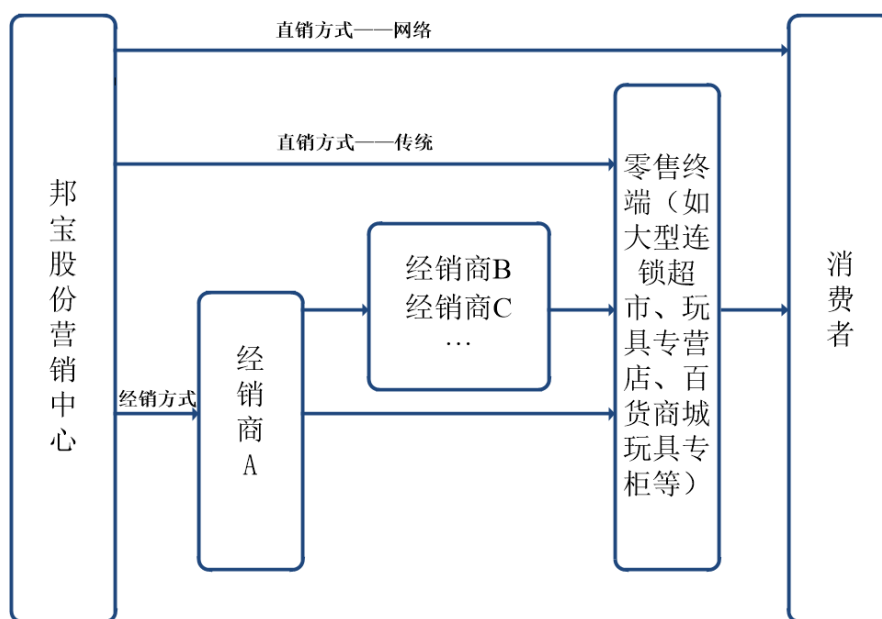 直销方式——网络
直销方式——传统
邦
宝
股
份
营
销
中
心
经销方式
经
销
商
A
经销商B
经销商C
…
零售终
端（如
大型连
锁超
市、玩
具专营
店、百
货商城
玩具专
柜等）
消
费
者